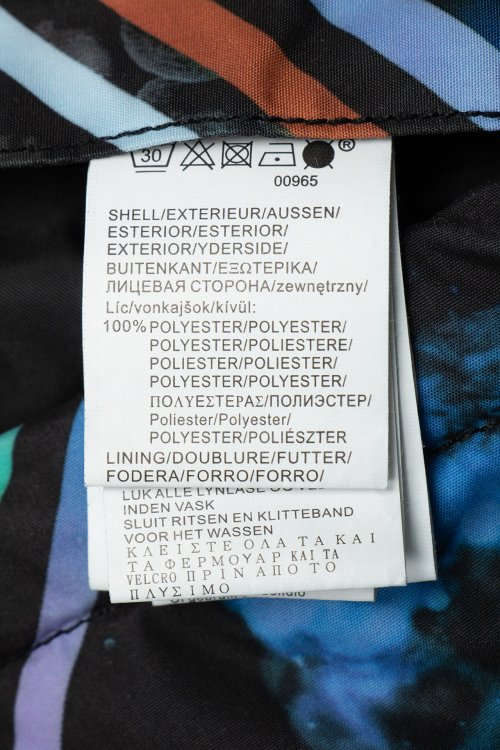 30 ®
00965
SHELL/EXTERIEUR/AUSSEN/
ESTERIOR/ESTERIOR/
EXTERIOR/YDERSIDE/
BUITENKANT/ΕΞΩΤΕΡΙΚΑ/
ЛИЦЕВАЯ СТОРОНА/zewnętrzny/
Líc/vonkajšok/kívül:
100% POLYESTER/POLYESTER/
POLYESTER/POLIESTERE/
POLIESTER/POLIESTER/
POLYESTER/POLYESTER/
ΠΟΛΥΕΣΤΕΡΑΣ/ПОЛИЭСТЕР/
Poliester/Polyester/
POLYESTER/POLIÉSZTER
LINING/DOUBLURE/FUTTER/
FODERA/FORRO/FORRO/
LUK ALLE LYNLÅSE
INDEN VASK
SLUIT RITSEN EN KLITTEBAND
VOOR HET WASSEN
ΚΛΕΙΣΤΕ ΟΛΑ ΤΑ ΚΑΙ
ΤΑ ΦΕΡΜΟΥΑΡ ΚΑΙ ΤΑ
VELCRO ΠΡΙΝ ΑΠΟ ΤΟ
ΠΛΥΣΙΜΟ